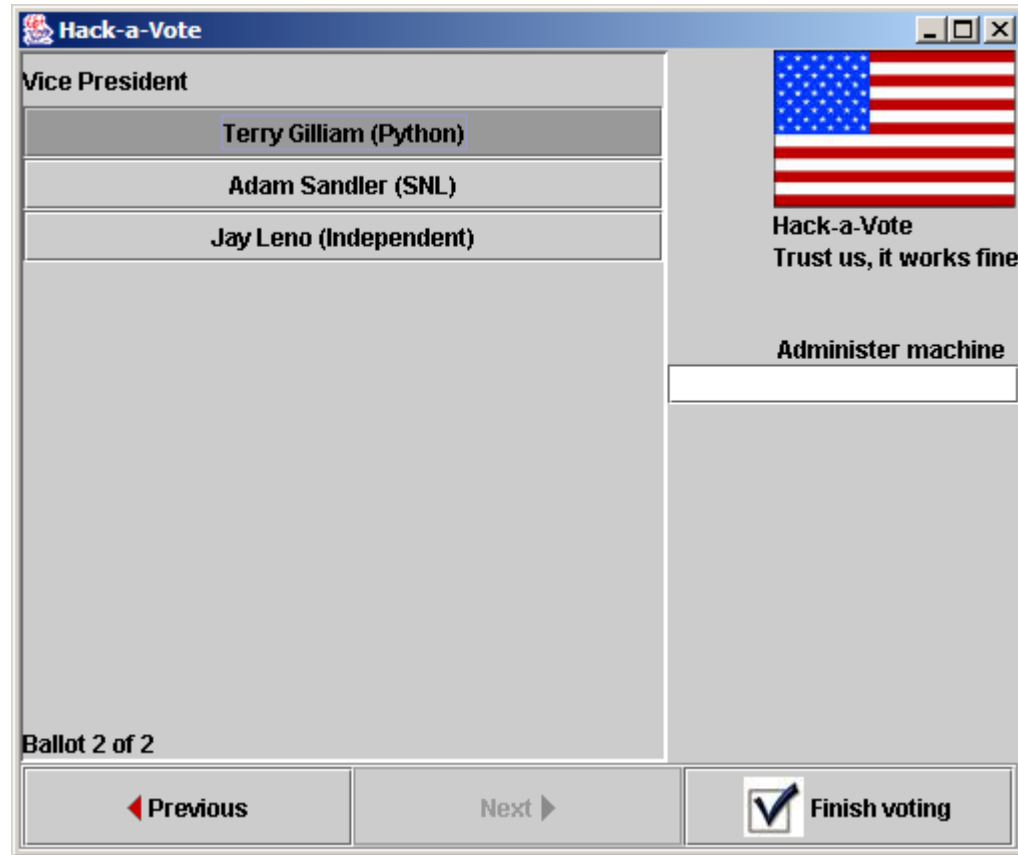 Hack-a-Vote
Vice President
Terry Gilliam (Python)
Adam Sandler (SNL)
Jay Leno (Independent)
Hack-a-Vote
Trust us, it works fine
Administer machine
Ballot 2 of 2
Previous
Next
Finish voting